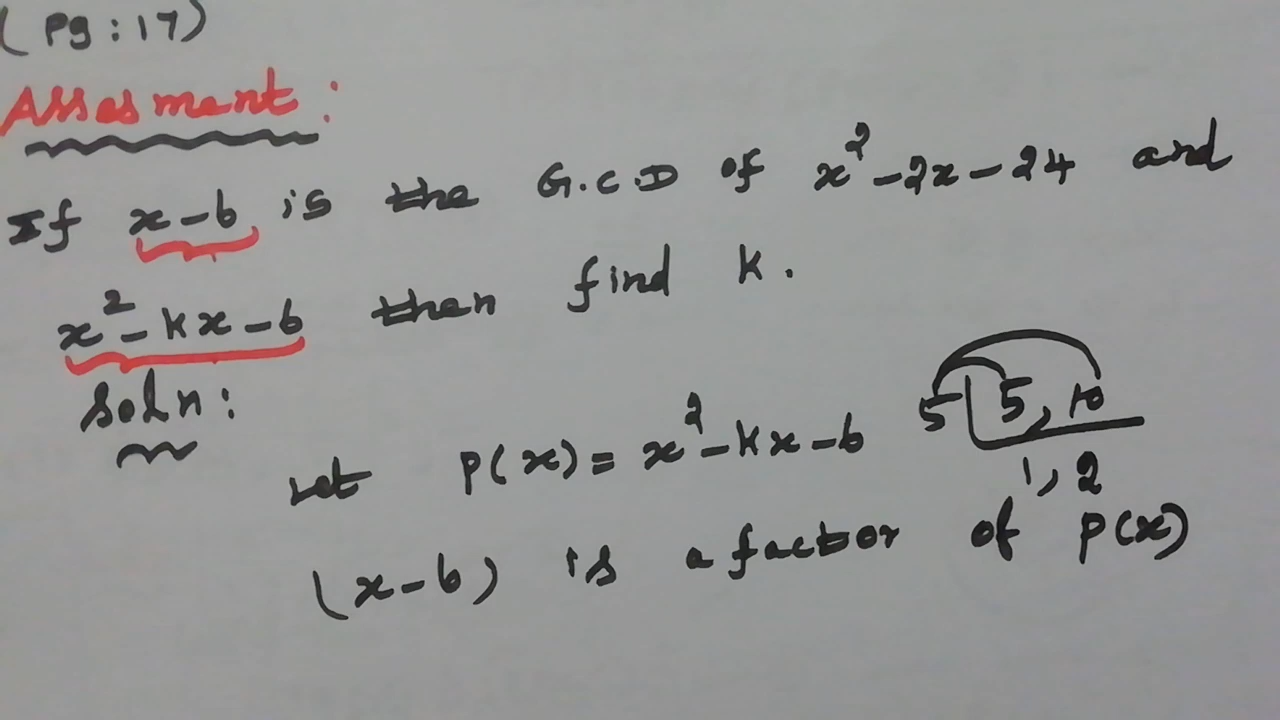 (Pg: 17)
Assesment:
If x-6 is the G.C.D of x²-2x-24 and
x²-kx-6 then find k.
Soln:
Let P(x) = x²-kx-6
5 | 5, 10
1, 2
(x-6) is a factor of P(x)